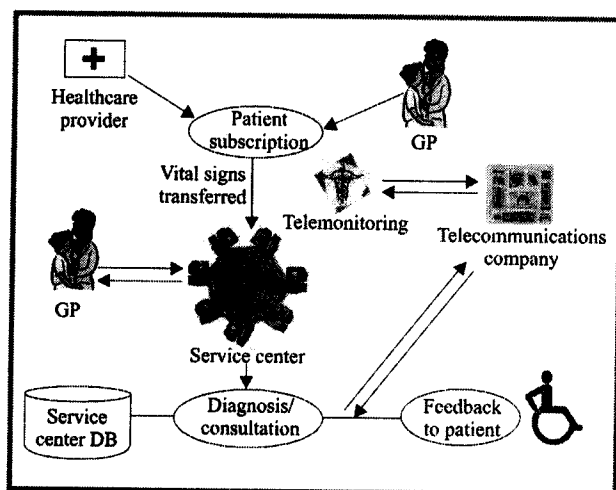 Healthcare
provider
Patient
subscription
GP
Vital signs
transferred
Telemonitoring
Telecommunications
company
GP
Service center
Service
center DB
Diagnosis/
consultation
Feedback
to patient